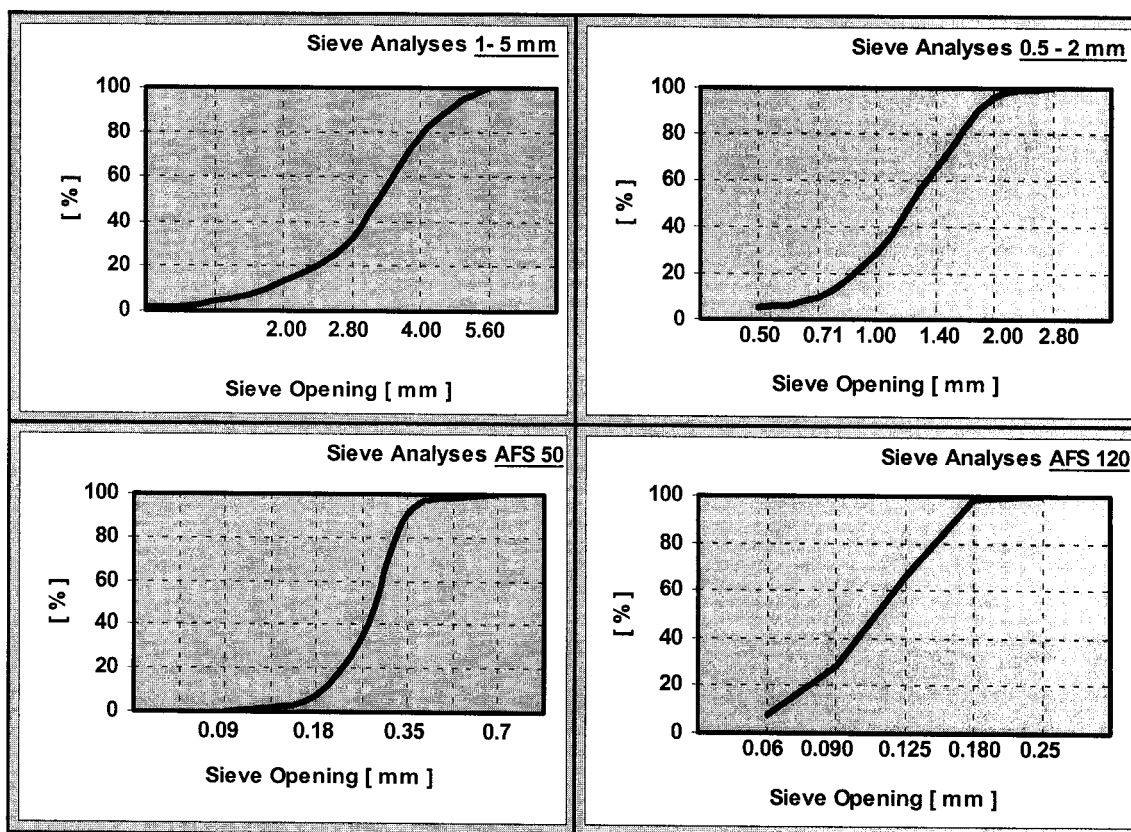 Sieve Analyses 1- 5 mm
100
80
60
40
20
0
[ % ]
2.00 2.80 4.00 5.60
Sieve Opening [ mm ]
Sieve Analyses 0.5 - 2 mm
100
80
60
40
20
0
[ % ]
0.50 0.71 1.00 1.40 2.00 2.80
Sieve Opening [ mm ]
Sieve Analyses AFS 50
100
80
60
40
20
0
[ % ]
0.09 0.18 0.35 0.7
Sieve Opening [ mm ]
Sieve Analyses AFS 120
100
80
60
40
20
0
[ % ]
0.06 0.090 0.125 0.180 0.25
Sieve Opening [ mm ]